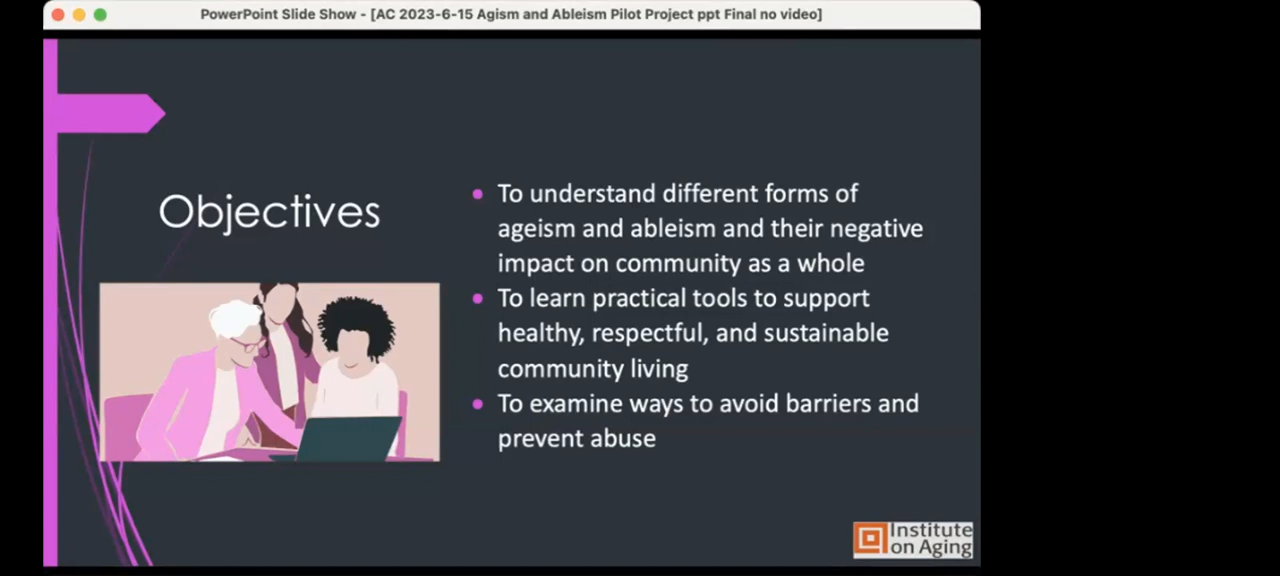 PowerPoint Slide Show - [AC 2023-6-15 Agism and Ableism Pilot Project ppt Final no video]
Objectives
• To understand different forms of
ageism and ableism and their negative
impact on community as a whole
• To learn practical tools to support
healthy, respectful, and sustainable
community living
• To examine ways to avoid barriers and
prevent abuse
Institute
on Aging